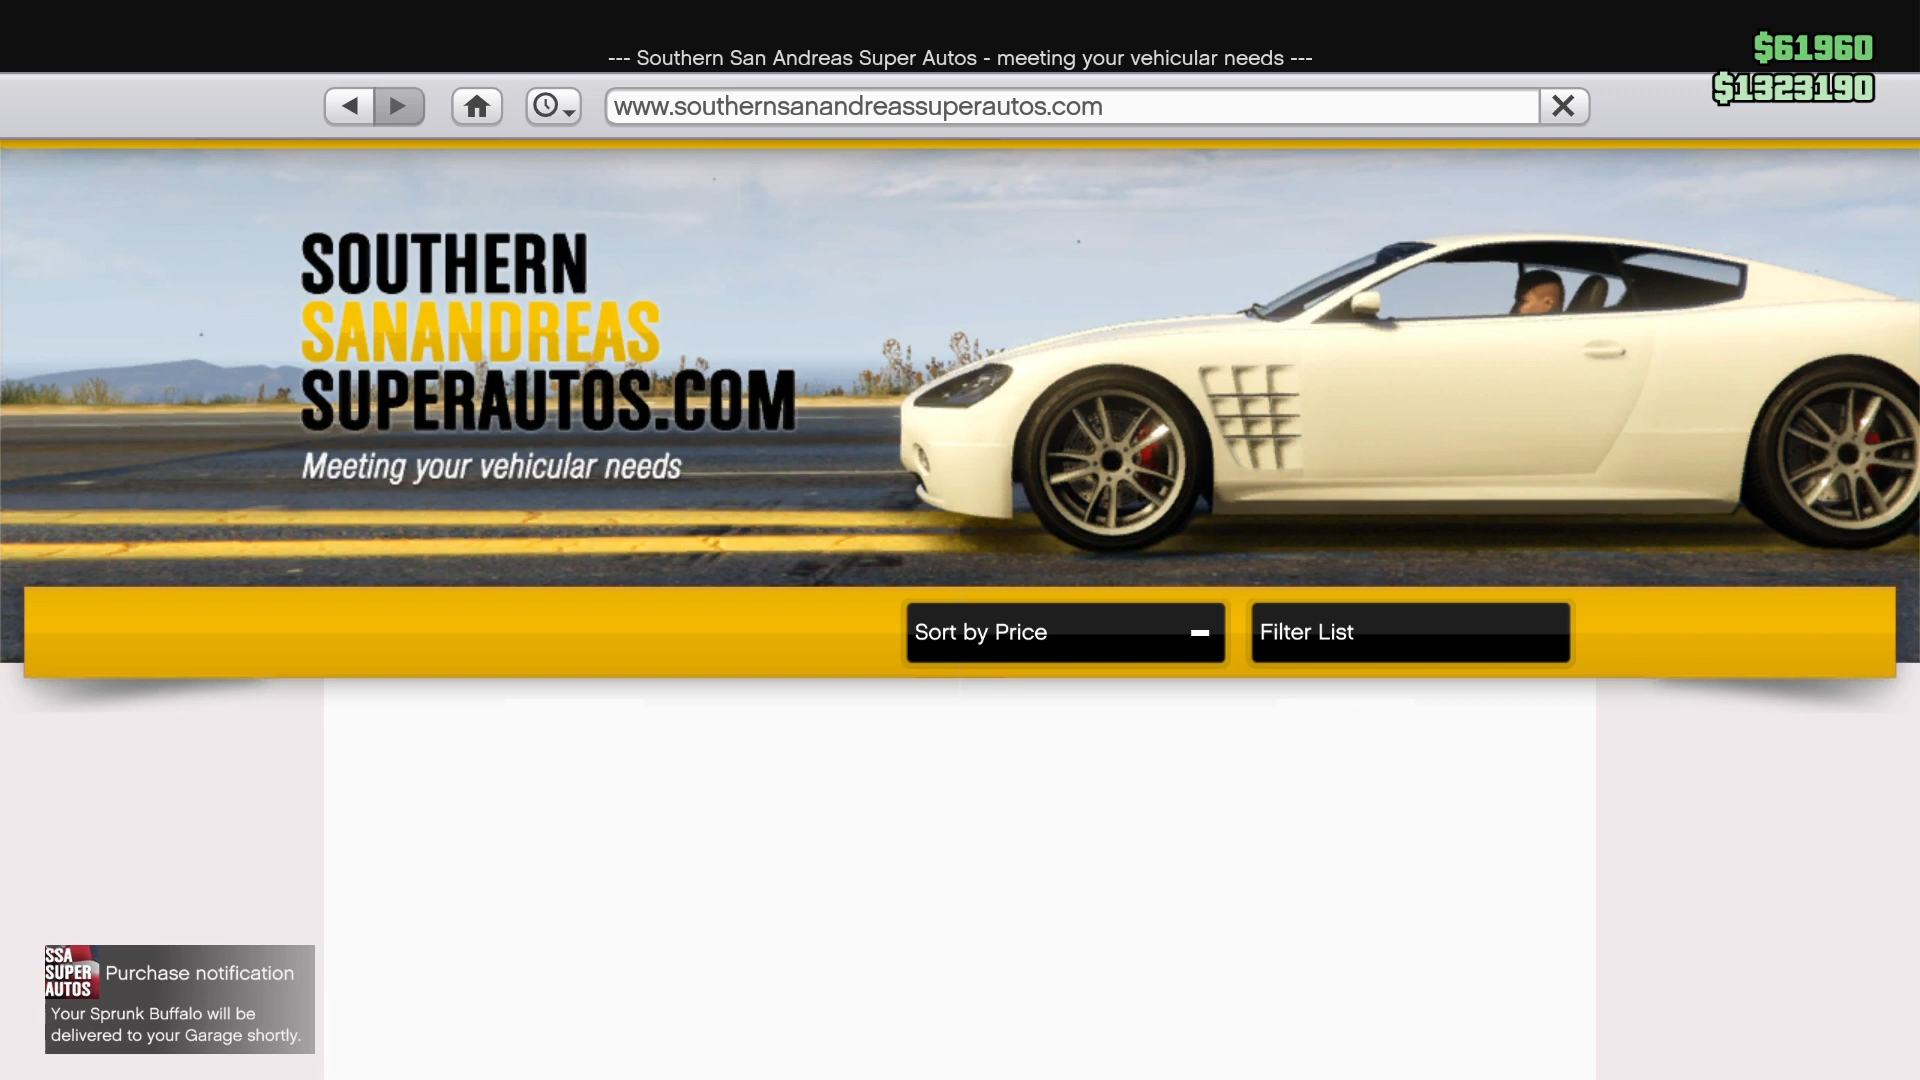 --- Southern San Andreas Super Autos - meeting your vehicular needs ---
$61960
$1323190
www.southernsanandreassuperautos.com
SOUTHERN
SANANDREAS
SUPERAUTOS.COM
Meeting your vehicular needs
Sort by Price
Filter List
SSA
SUPER
AUTOS
Purchase notification
Your Sprunk Buffalo will be
delivered to your Garage shortly.